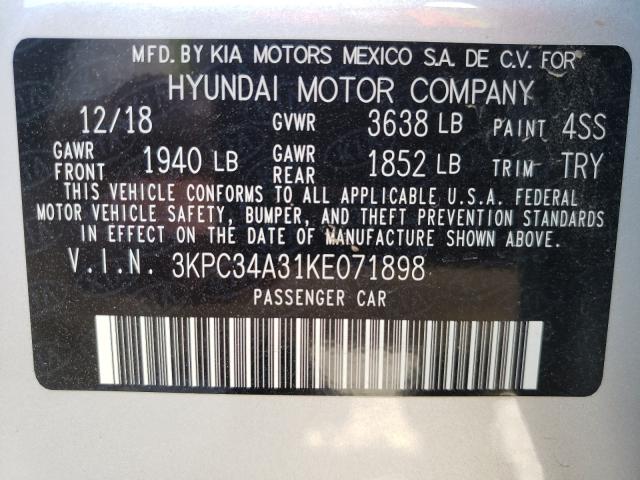 MFD. BY KIA MOTORS MEXICO S.A. DE C.V. FOR
HYUNDAI MOTOR COMPANY
12/18 GVWR 3638 LB PAINT 4SS
GAWR FRONT 1940 LB GAWR REAR 1852 LB TRIM TRY
THIS VEHICLE CONFORMS TO ALL APPLICABLE U.S.A. FEDERAL
MOTOR VEHICLE SAFETY, BUMPER, AND THEFT PREVENTION STANDARDS
IN EFFECT ON THE DATE OF MANUFACTURE SHOWN ABOVE.
V.I.N. 3KPC34A31KE071898
PASSENGER CAR